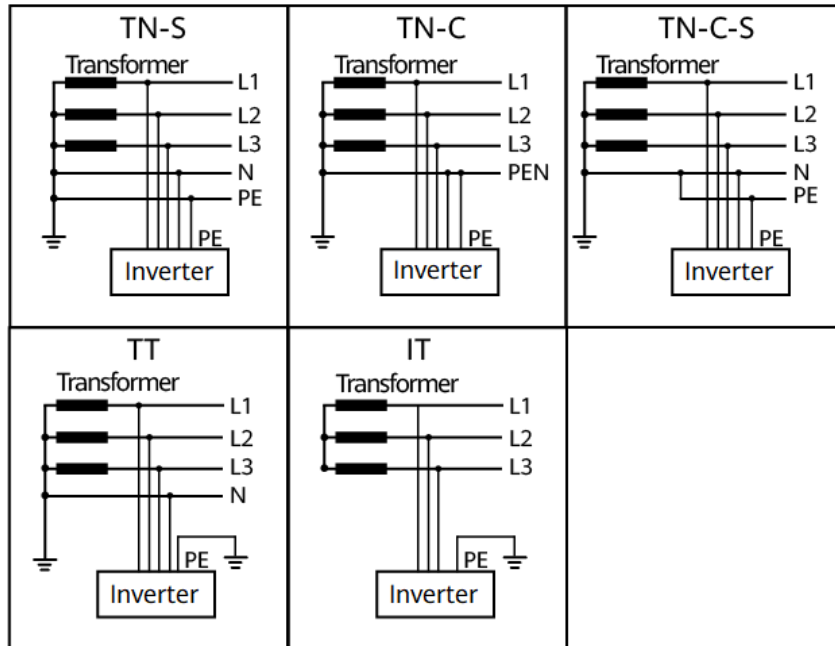 TN-S
Transformer
L1
L2
L3
N
PE
PE
Inverter
TN-C
Transformer
L1
L2
L3
PEN
PE
Inverter
TN-C-S
Transformer
L1
L2
L3
N
PE
PE
Inverter
TT
Transformer
L1
L2
L3
N
PE
Inverter
IT
Transformer
L1
L2
L3
PE
Inverter